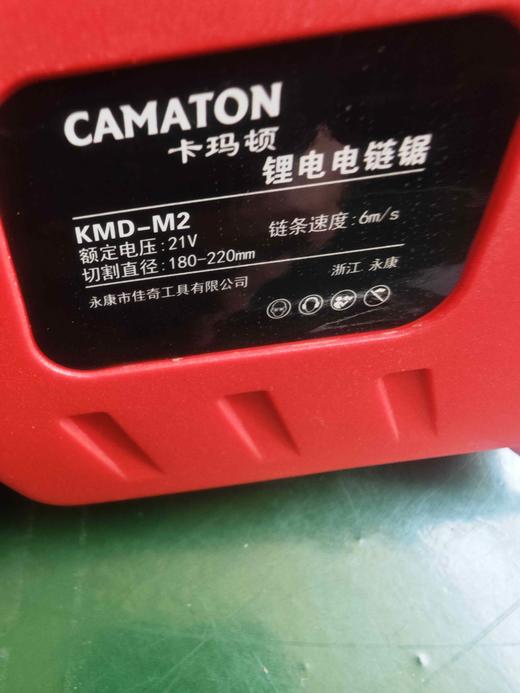 CAMATON
卡玛顿
锂电电链锯
KMD-M2
额定电压:21V
链条速度:6m/s
切割直径:180-220mm
浙江 永康
永康市佳奇工具有限公司